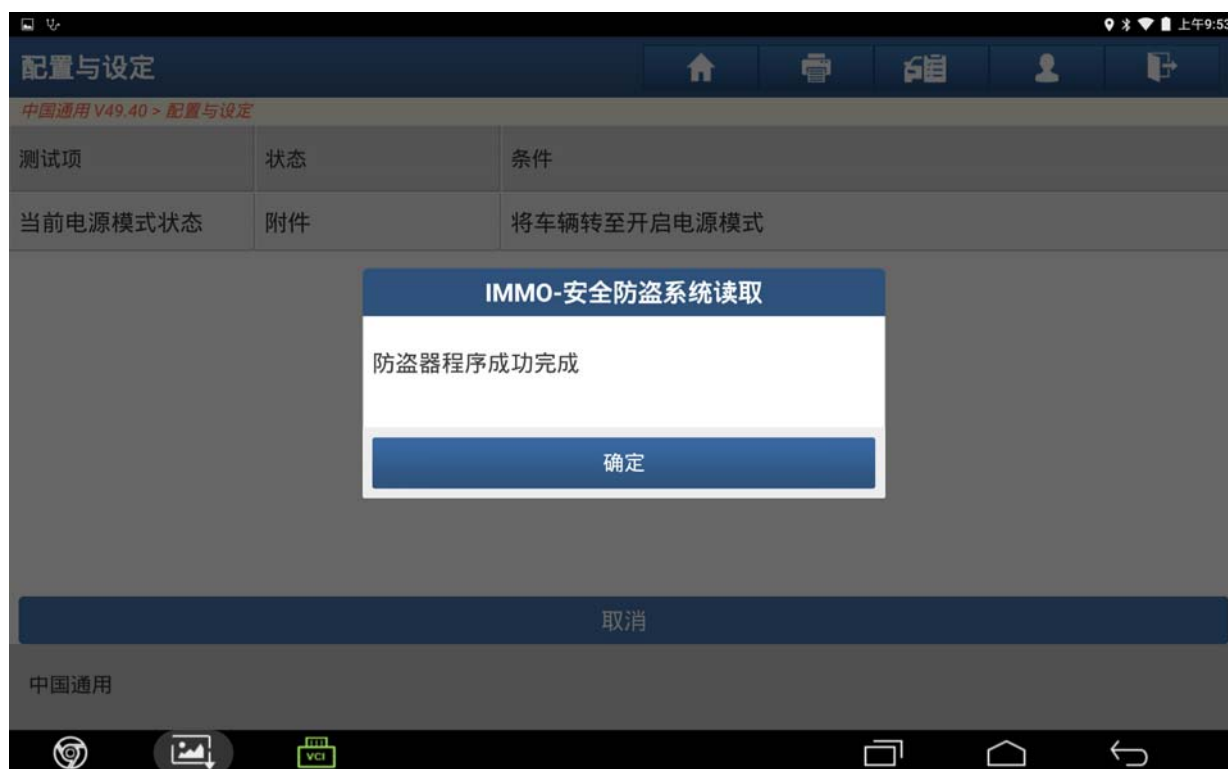 上午9:53
配置与设定
中国通用 V49.40 > 配置与设定
测试项 状态 条件
当前电源模式状态 附件 将车辆转至开启电源模式
IMMO-安全防盗系统读取
防盗器程序成功完成
确定
取消
中国通用
VCI